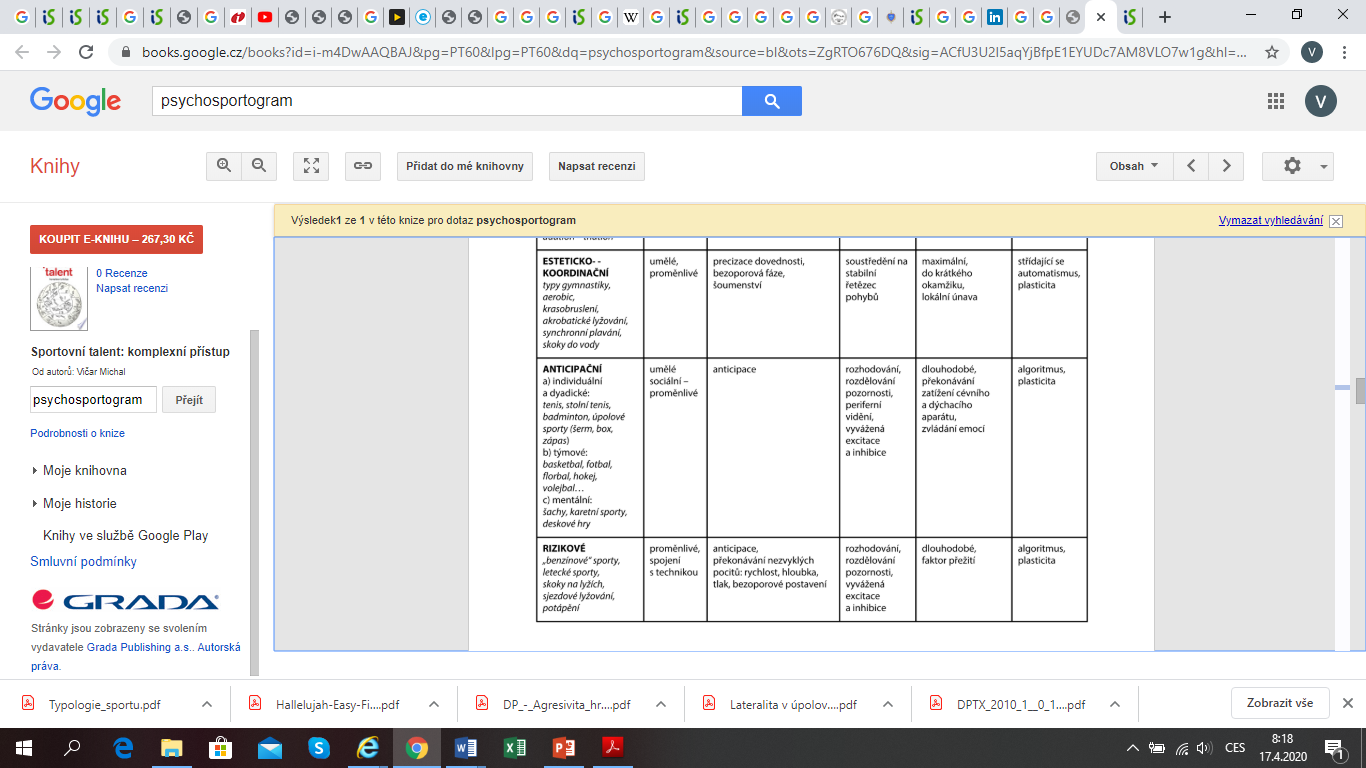 books.google.cz/books?id=i-m4DwAAQBAJ&pg=PT60&lpg=PT60&dq=psychosportogram&source=bl&ots=ZgRTO676DQ&sig=ACfU3U2I5aqYjBfpE1EYUDc7AM8VLO7w1g&hl=...
V
Google
psychosportogram
V
Knihy
Přidat do mé knihovny
Napsat recenzi
Obsah
KOUPIT E-KNIHU – 267,30 KČ
talent
0 Recenze
Napsat recenzi
Sportovní talent: komplexní přístup
Od autorů: Vičar Michal
psychosportogram
Přejít
Podrobnosti o knize
Moje knihovna
Moje historie
Knihy ve službě Google Play
Smluvní podmínky
GRADA
Stránky jsou zobrazeny se svolením
vydavatele Grada Publishing a.s.. Autorská
práva.
Výsledek1 ze 1 v této knize pro dotaz psychosportogram
Vymazat vyhledávání
ESTETICKO- -
KOORDINAČNÍ
typy gymnastiky,
aerobic,
krasobruslení,
akrobatické lyžování,
synchronní plavání,
skoky do vody
umělé,
proměnlivé
precizace dovednosti,
bezoporová fáze,
šoumenství
soustředění na
stabilní
řetězec
pohybů
maximální,
do krátkého
okamžiku,
lokální únava
střídající se
automatismus,
plasticita
ANTICIPAČNÍ
a) individuální
a dyadické:
tenis, stolní tenis,
badminton, úpolové
sporty (šerm, box,
zápas)
b) týmové:
basketbal, fotbal,
florbal, hokej,
volejbal…
c) mentální:
šachy, karetní sporty,
deskové hry
umělé
sociální –
proměnlivé
anticipace
rozhodování,
rozdělování
pozornosti,
periferní
vidění,
vyvážená
excitace
a inhibice
dlouhodobé,
překonávání
zatížení cévního
a dýchacího
aparátu,
zvládání emocí
algoritmus,
plasticita
RIZIKOVÉ
„benzinové“ sporty,
letecké sporty,
skoky na lyžích,
sjezdové lyžování,
potápění
proměnlivé,
spojení
s technikou
anticipace,
překonávání nezvyklých
pocitů: rychlost, hloubka,
tlak, bezoporové postavení
rozhodování,
rozdělování
pozornosti,
vyvážená
excitace
a inhibice
dlouhodobé,
faktor přežití
algoritmus,
plasticita
Typologie_sportu.pdf
Hallelujah-Easy-Fi....pdf
DP_-_Agresivita_hr....pdf
Lateralita v úpolov....pdf
DPTX_2010_1__0_1....pdf
Zobrazit vše
CES
8:18
17.4.2020
1